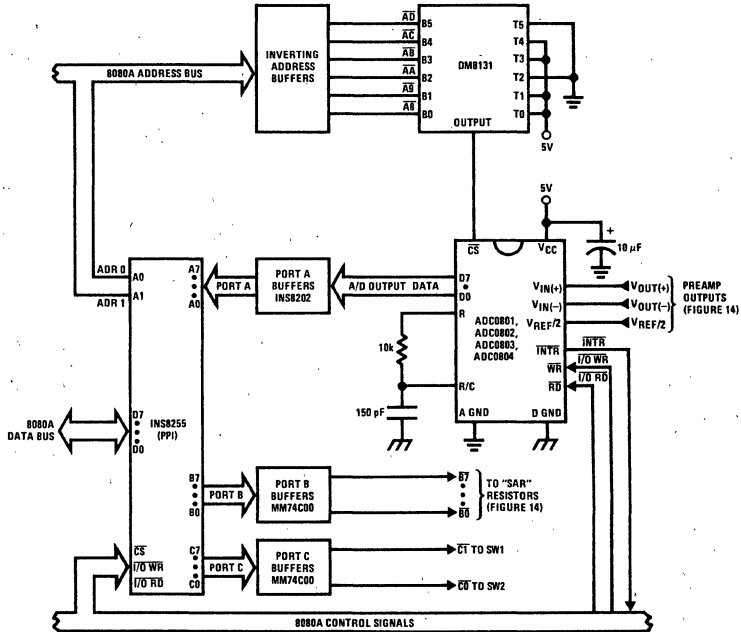 8080A ADDRESS BUS
INVERTING
ADDRESS
BUFFERS
AD
AC
AB
AA
A9
A8
B5
B4
B3
B2
B1
B0
DM8131
OUTPUT
T5
T4
T3
T2
T1
T0
5V
5V
+
10 µF
ADR 0
ADR 1
A0
A1
A7
A0
PORT A
PORT A
BUFFERS
INS8202
A/D OUTPUT DATA
CS
VCC
D7
D0
R
10k
R/C
150 pF
ADC0801,
ADC0802,
ADC0803,
ADC0804
A GND
D GND
VIN(+)
VIN(−)
VREF/2
INTR
WR
RD
VOUT(+)
VOUT(−)
VREF/2
INTR
I/O WR
I/O RD
PREAMP
OUTPUTS
(FIGURE 14)
8080A
DATA BUS
D7
D0
INS8255
(PPI)
B7
B0
PORT B
PORT B
BUFFERS
MM74C00
B7
B0
TO "SAR"
RESISTORS
(FIGURE 14)
CS
I/O WR
I/O RD
C7
C0
PORT C
PORT C
BUFFERS
MM74C00
C1 TO SW1
C0 TO SW2
8080A CONTROL SIGNALS